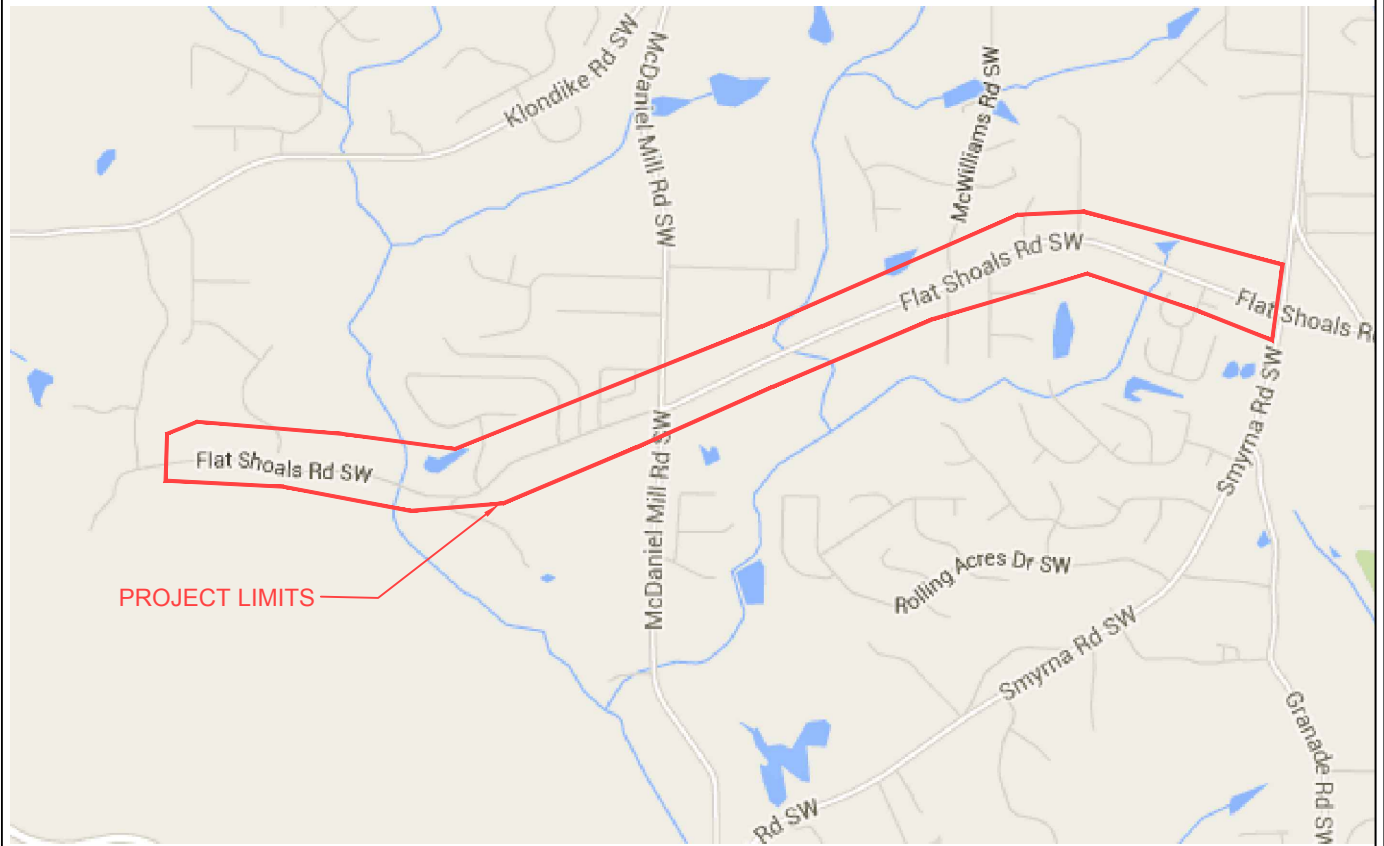 Klondike Rd SW
McDaniel Mill Rd SW
McWilliams Rd SW
Flat Shoals Rd SW
Flat Shoals R
Flat Shoals Rd SW
McDaniel Mill Rd SW
Smyrna Rd SW
Rolling Acres Dr SW
PROJECT LIMITS
Smyrna Rd SW
Granade Rd SW
Rd SW